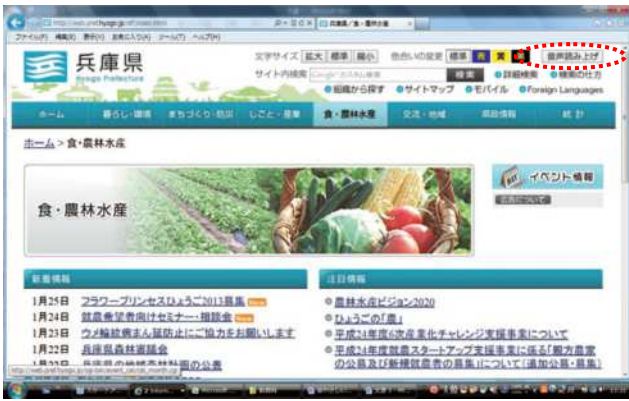 文字サイズ 拡大 標準 縮小 色合いの変更 標準 青 黄 黒 音声読み上げ
兵庫県
Hyogo Prefecture
サイト内検索 検索 詳細検索 検索の仕方
組織から探す サイトマップ モバイル Foreign Languages
ホーム 暮らし・環境 まちづくり・防災 しごと・産業 食・農林水産 交流・地域 県政情報 統計
ホーム > 食・農林水産
食・農林水産
イベント情報
広告について
新着情報
1月25日 フラワープリンセスひょうご2013募集
1月24日 就農希望者向けセミナー・相談会
1月23日 ウメ輪紋病まん延防止にご協力をお願いします
1月22日 兵庫県森林審議会
注目情報
農林水産ビジョン2020
ひょうごの「農」
平成24年度6次産業化チャレンジ支援事業について
平成24年度就農スタートアップ支援事業に係る「親方農家の公募及び新規就農者の募集」について(追加公募・募集)